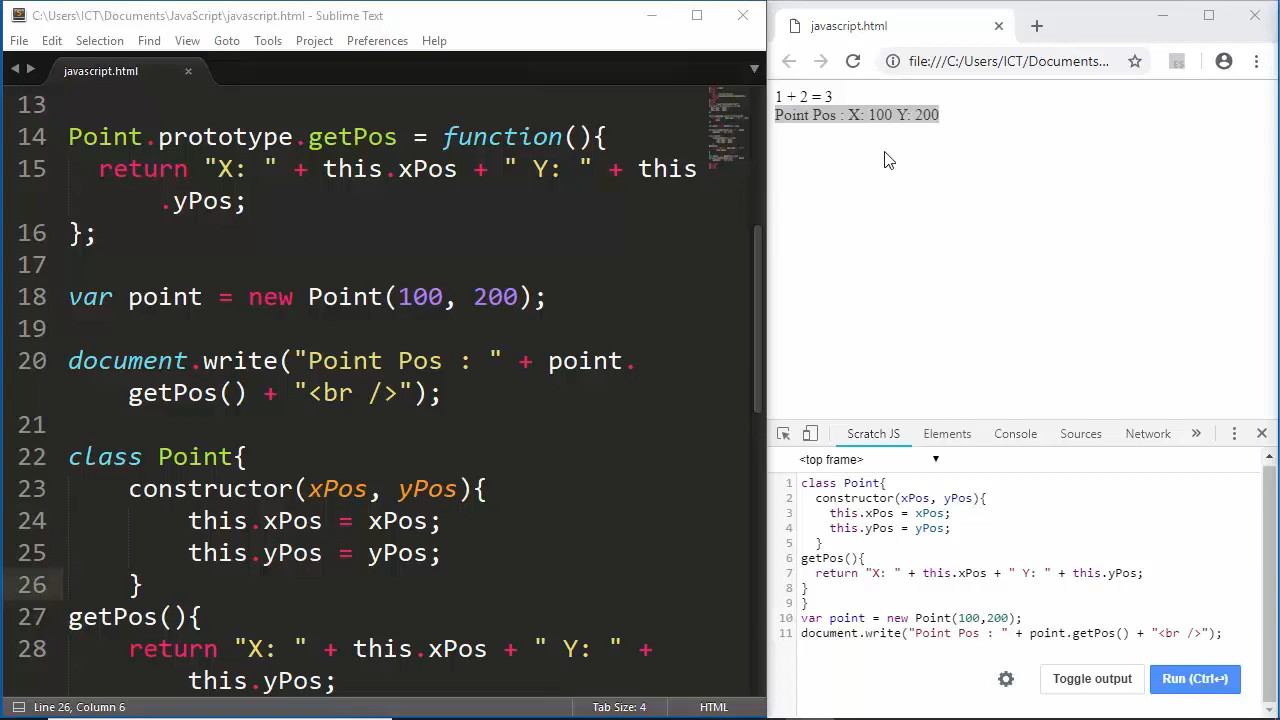 C:\Users\ICT\Documents\JavaScript\javascript.html - Sublime Text
File Edit Selection Find View Goto Tools Project Preferences Help
javascript.html
13
14 Point.prototype.getPos = function(){
15 return "X: " + this.xPos + " Y: " + this
.yPos;
16 };
17
18 var point = new Point(100, 200);
19
20 document.write("Point Pos : " + point.
getPos() + "<br />");
21
22 class Point{
23 constructor(xPos, yPos){
24 this.xPos = xPos;
25 this.yPos = yPos;
26 }
27 getPos(){
28 return "X: " + this.xPos + " Y: " +
this.yPos;
Line 26, Column 6 Tab Size: 4 HTML
javascript.html
file:///C:/Users/ICT/Documents...
1 + 2 = 3
Point Pos : X: 100 Y: 200
Scratch JS Elements Console Sources Network
<top frame>
1 class Point{
2 constructor(xPos, yPos){
3 this.xPos = xPos;
4 this.yPos = yPos;
5 }
6 getPos(){
7 return "X: " + this.xPos + " Y: " + this.yPos;
8 }
9 }
10 var point = new Point(100,200);
11 document.write("Point Pos : " + point.getPos() + "<br />");
Toggle output Run (Ctrl↩)